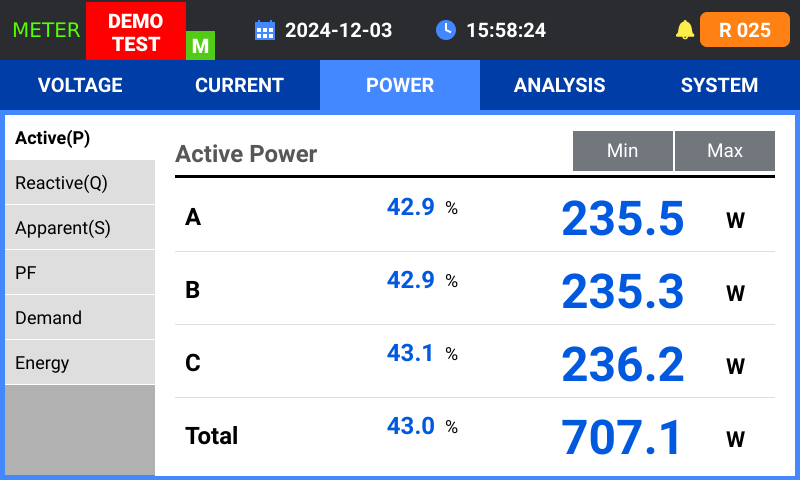 METER
DEMO
TEST
M
2024-12-03
15:58:24
R 025
VOLTAGE CURRENT POWER ANALYSIS SYSTEM
Active(P)
Reactive(Q)
Apparent(S)
PF
Demand
Energy
Active Power
Min Max
A 42.9 % 235.5 W
B 42.9 % 235.3 W
C 43.1 % 236.2 W
Total 43.0 % 707.1 W